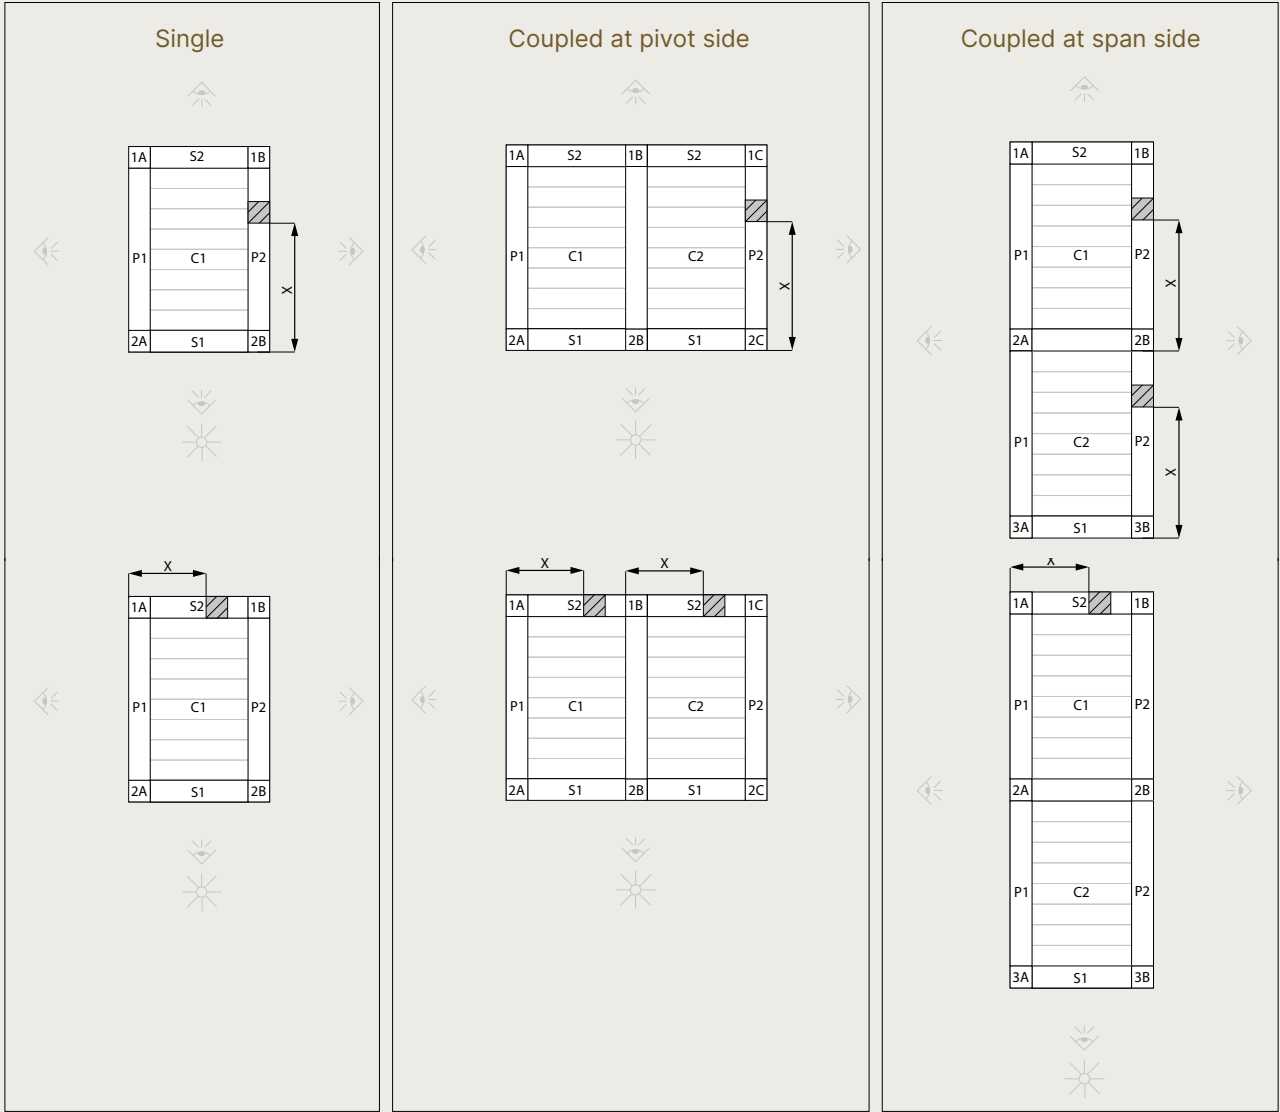 Single
1A S2 1B
P1 C1 P2
X
2A S1 2B
X
1A S2 1B
P1 C1 P2
2A S1 2B
Coupled at pivot side
1A S2 1B S2 1C
P1 C1 C2 P2
X
2A S1 2B S1 2C
X X
1A S2 1B S2 1C
P1 C1 C2 P2
2A S1 2B S1 2C
Coupled at span side
1A S2 1B
P1 C1 P2
X
2A 2B
P1 C2 P2
X
3A S1 3B
X
1A S2 1B
P1 C1 P2
2A 2B
P1 C2 P2
3A S1 3B